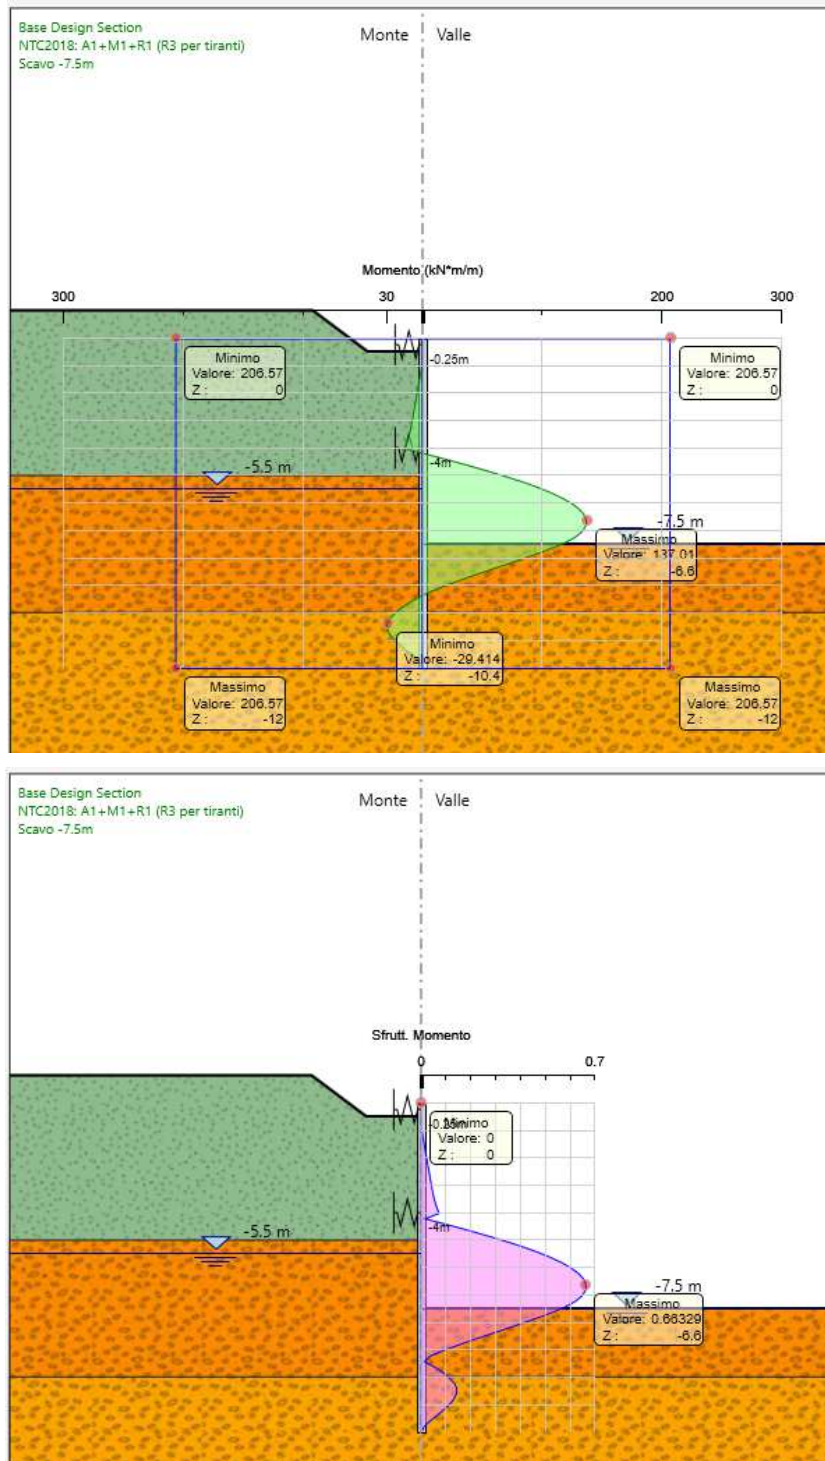 Base Design Section
NTC2018: A1+M1+R1 (R3 per tiranti)
Scavo -7.5m
Monte Valle
Momento (kN*m/m)
300 30 200 300
Minimo
Valore: 206.57
Z : 0
-0.25m
Minimo
Valore: 206.57
Z : 0
-4m
-5.5 m
-7.5 m
Massimo
Valore: 137.01
Z : -6.6
Minimo
Valore: -29.414
Z : -10.4
Massimo
Valore: 206.57
Z : -12
Massimo
Valore: 206.57
Z : -12
Base Design Section
NTC2018: A1+M1+R1 (R3 per tiranti)
Scavo -7.5m
Monte Valle
Sfrutt. Momento
0 0.7
Minimo
-0.25m
Valore: 0
Z : 0
-4m
-5.5 m
-7.5 m
Massimo
Valore: 0.66329
Z : -6.6